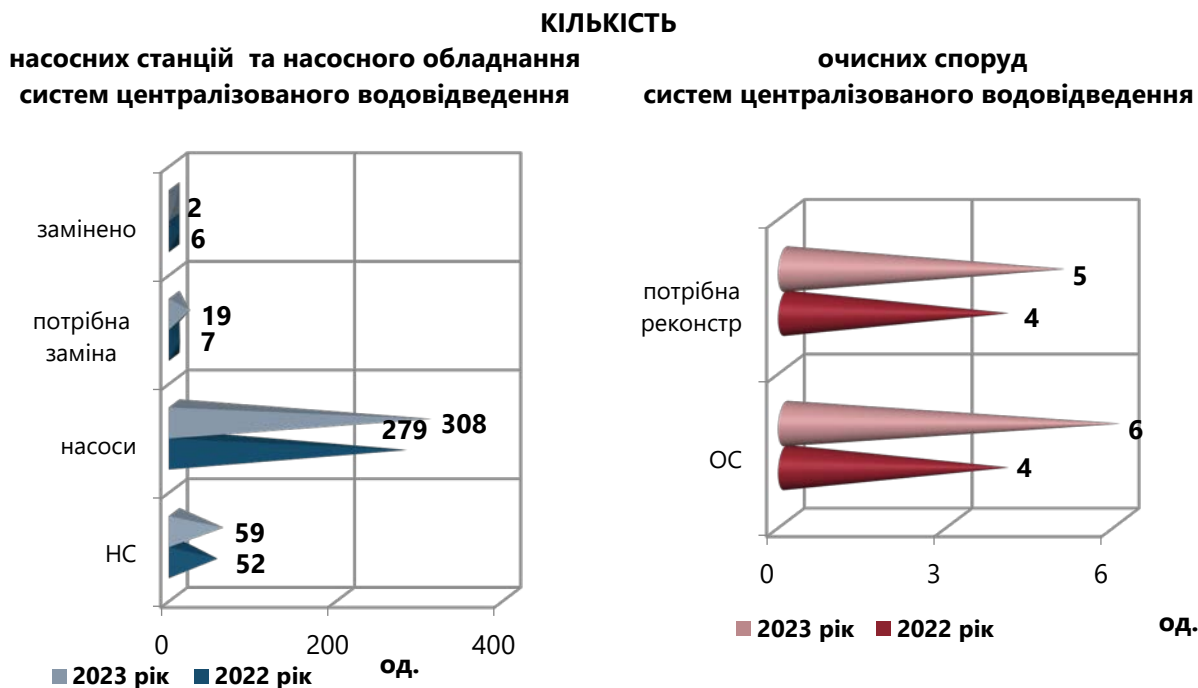 КІЛЬКІСТЬ
насосних станцій та насосного обладнання
систем централізованого водовідведення
замінено
2
6
потрібна
заміна
19
7
насоси
279
308
НС
59
52
0
200
400
од.
2023 рік
2022 рік
очисних споруд
систем централізованого водовідведення
потрібна
реконстр
5
4
ОС
6
4
0
3
6
2023 рік
2022 рік
од.